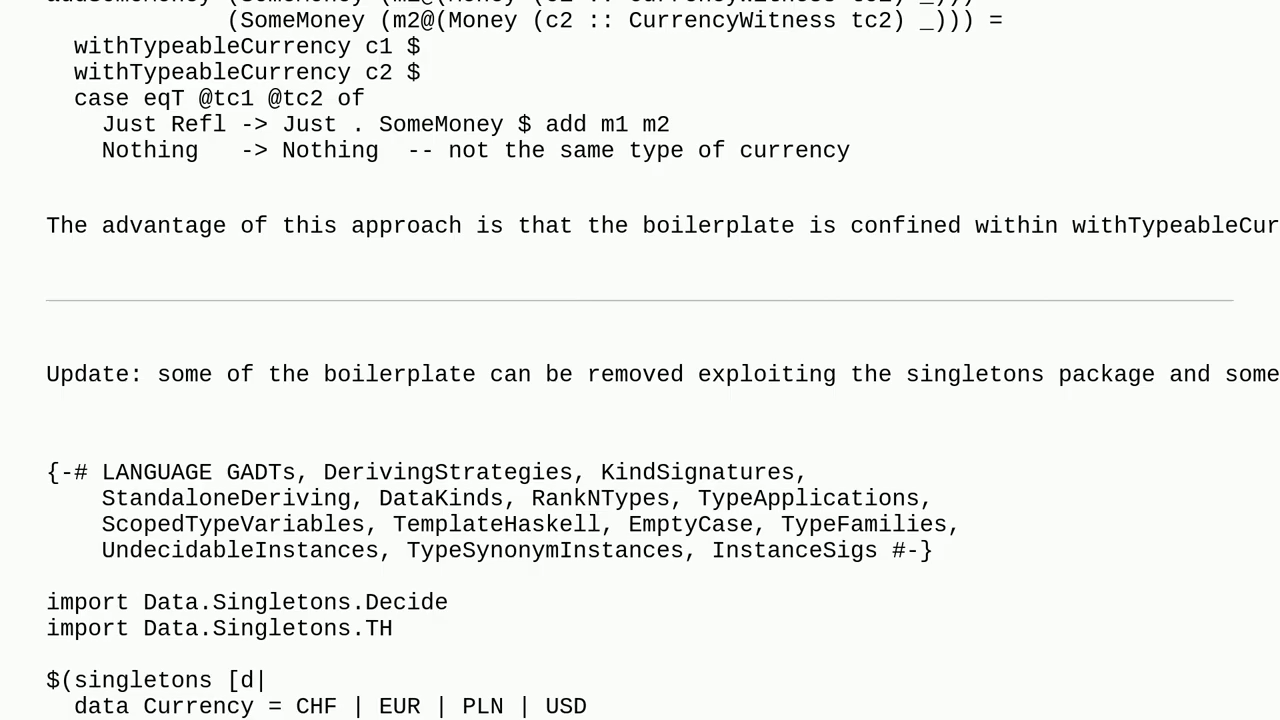 (SomeMoney (m2@(Money (c2 :: CurrencyWitness tc2) _))) =
withTypeableCurrency c1 $
withTypeableCurrency c2 $
case eqT @tc1 @tc2 of
Just Refl -> Just . SomeMoney $ add m1 m2
Nothing   -> Nothing  -- not the same type of currency
The advantage of this approach is that the boilerplate is confined within withTypeableCur
Update: some of the boilerplate can be removed exploiting the singletons package and some
{-# LANGUAGE GADTs, DerivingStrategies, KindSignatures,
StandaloneDeriving, DataKinds, RankNTypes, TypeApplications,
ScopedTypeVariables, TemplateHaskell, EmptyCase, TypeFamilies,
UndecidableInstances, TypeSynonymInstances, InstanceSigs #-}
import Data.Singletons.Decide
import Data.Singletons.TH
$(singletons [d|
data Currency = CHF | EUR | PLN | USD